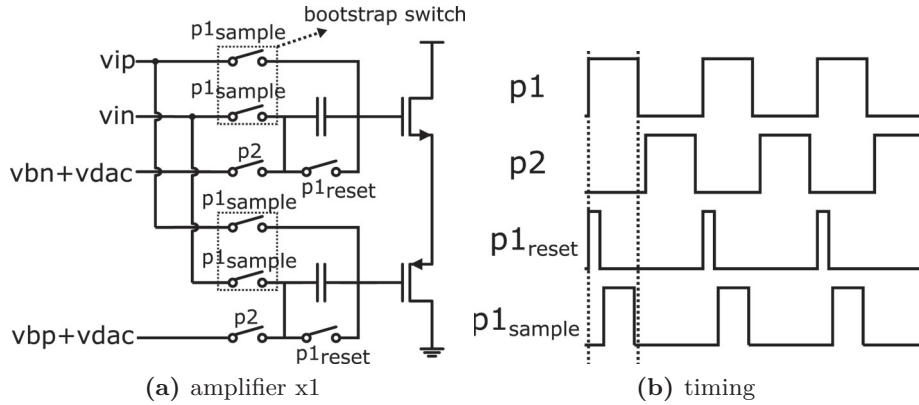 bootstrap switch
p1sample
vip
p1sample
vin
p2
vbn+vdac
p1reset
p1sample
p1sample
p2
vbp+vdac
p1reset
(a) amplifier x1
p1
p2
p1reset
p1sample
(b) timing